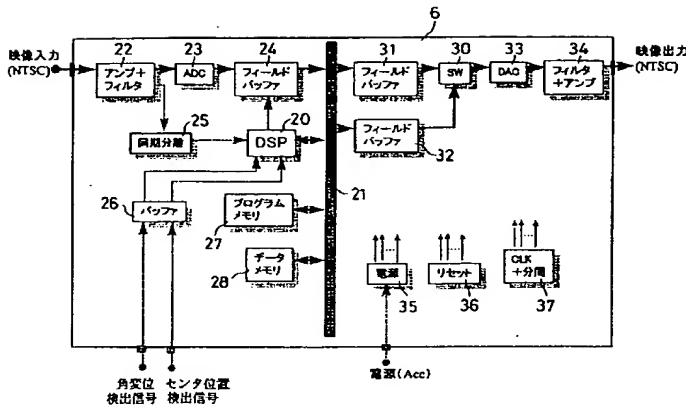 6
映像入力
(NTSC)
22
アンプ+
フィルタ
23
ADC
24
フィールド
バッファ
31
フィールド
バッファ
30
SW
33
DAC
34
フィルタ
+アンプ
映像出力
(NTSC)
25
同期分離
20
DSP
フィールド
バッファ
32
21
26
バッファ
プログラム
メモリ
27
データ
メモリ
28
電源
35
リセット
36
CLK
+分周
37
角変位
検出信号
センタ位置
検出信号
電源(Acc)